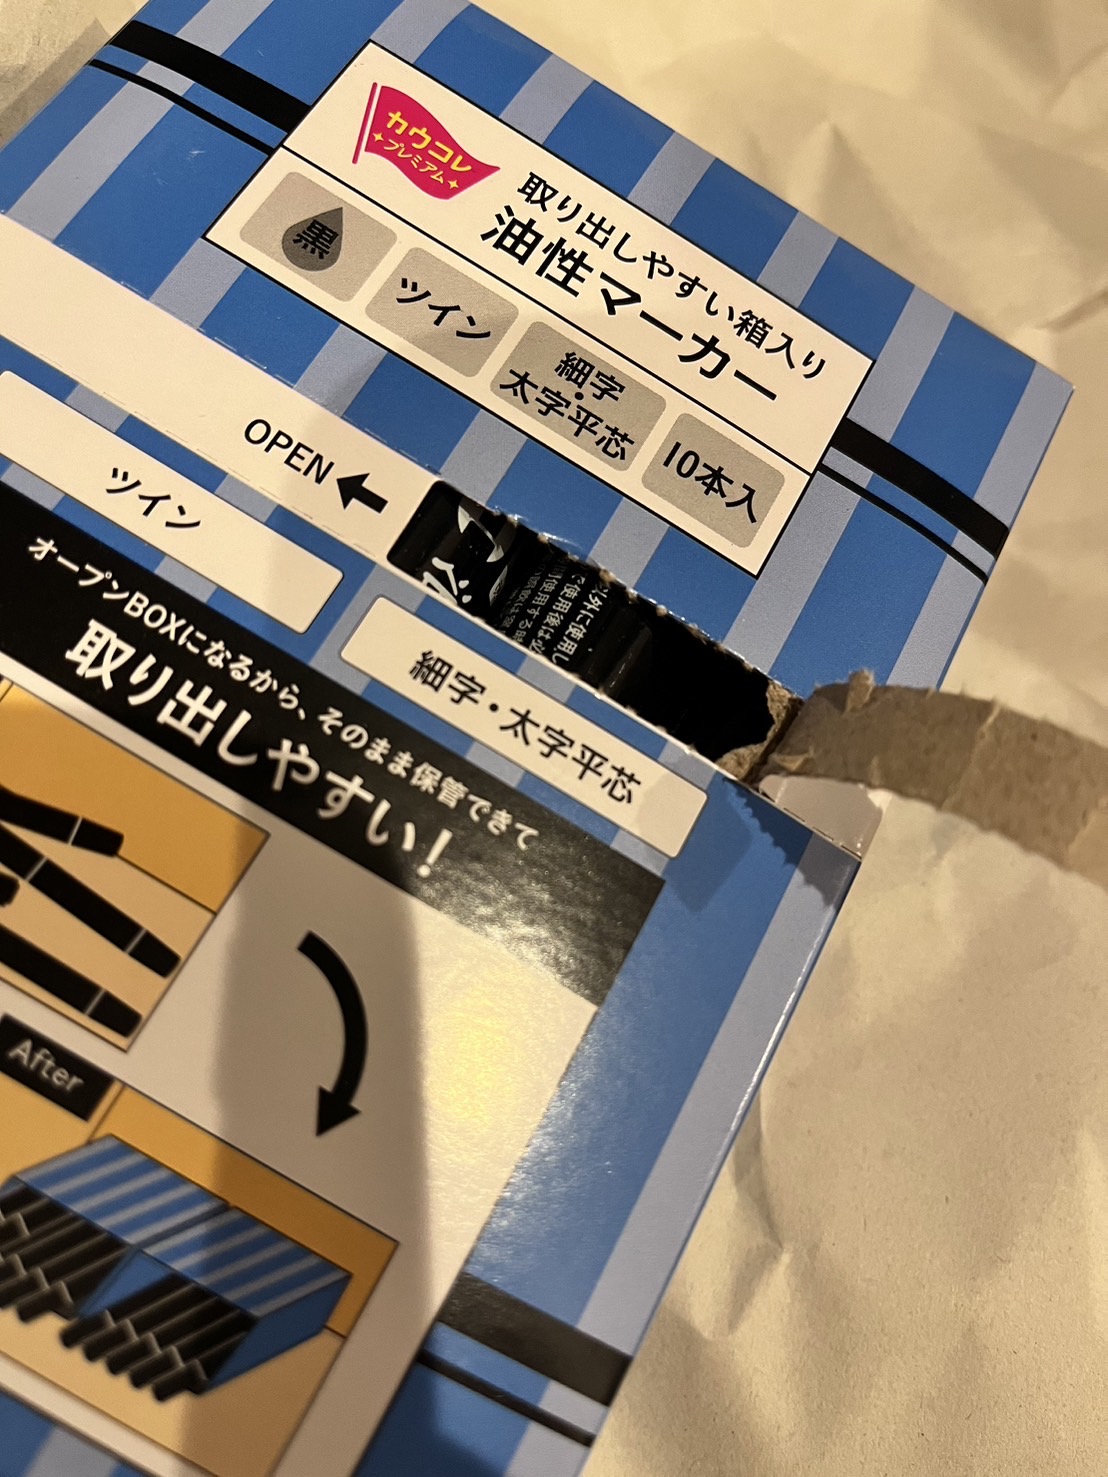 カウコレ
プレミアム
取り出しやすい箱入り
油性マーカー
黒
ツイン
細字・
太字平芯
10本入
OPEN
ツイン
細字・太字平芯
オープンBOXになるから、そのまま保管できて
取り出しやすい!
After